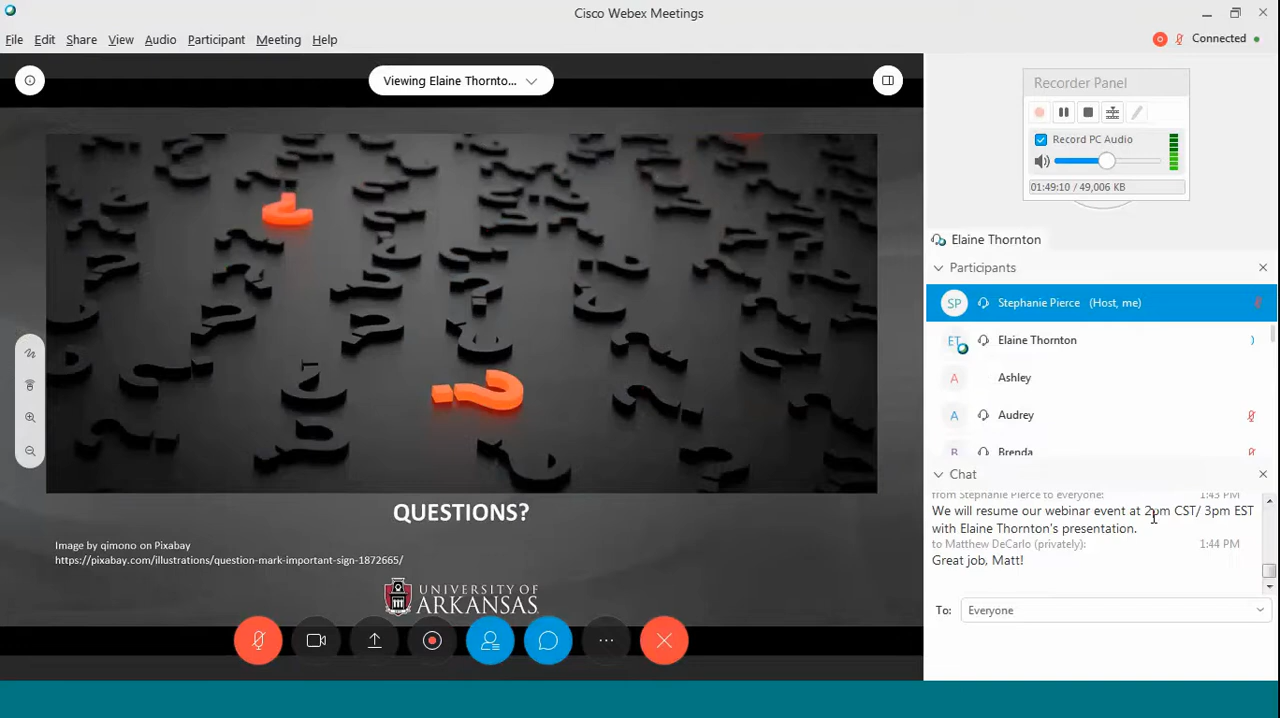 Cisco Webex Meetings
File Edit Share View Audio Participant Meeting Help
Connected
Viewing Elaine Thornto...
Recorder Panel
Record PC Audio
01:49:10 / 49,006 KB
Elaine Thornton
Participants
SP Stephanie Pierce (Host, me)
ET Elaine Thornton
A Ashley
A Audrey
B Brenda
Chat
from Stephanie Pierce to everyone: 1:43 PM
We will resume our webinar event at 2pm CST/ 3pm EST
with Elaine Thornton's presentation.
to Matthew DeCarlo (privately): 1:44 PM
Great job, Matt!
To: Everyone
QUESTIONS?
Image by qimono on Pixabay
https://pixabay.com/illustrations/question-mark-important-sign-1872665/
UNIVERSITY OF
ARKANSAS